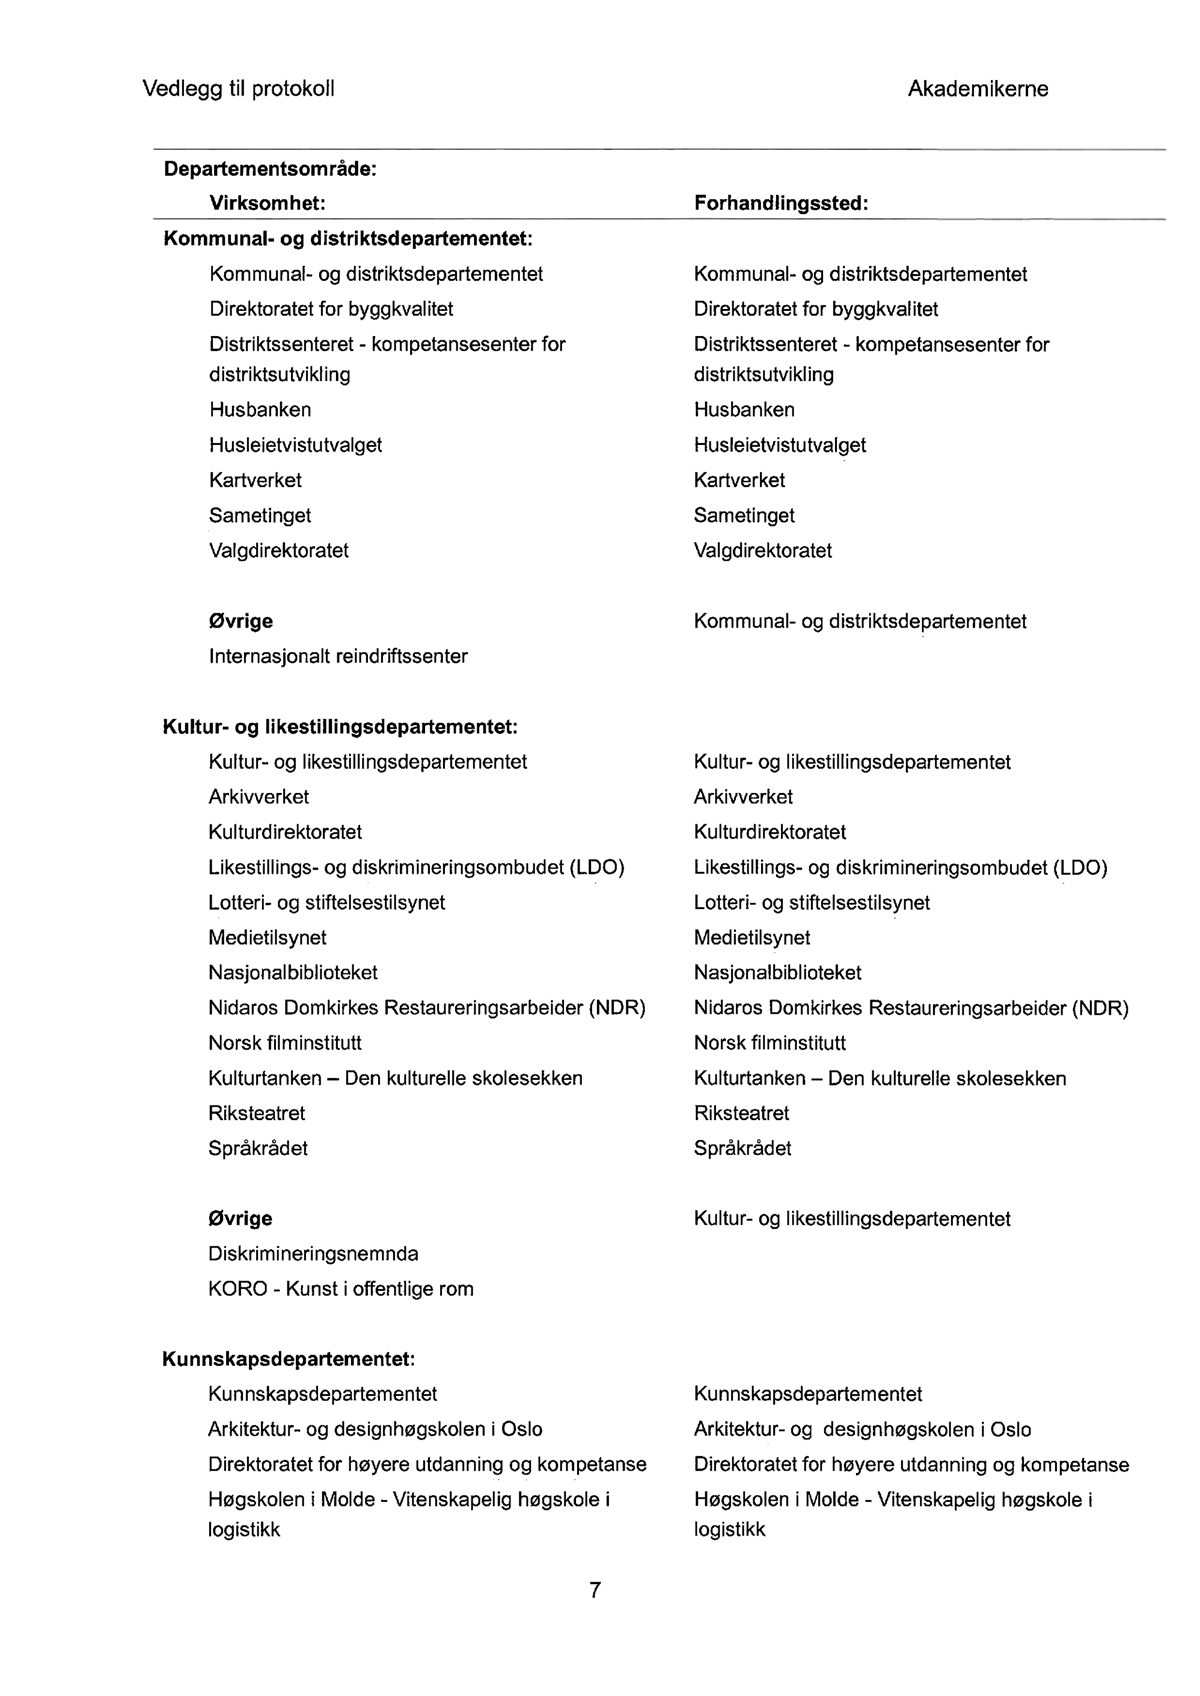 Vedlegg til protokoll Akademikerne
Departementsområde:
Virksomhet: Forhandlingssted:
Kommunal- og distriktsdepartementet:
Kommunal- og distriktsdepartementet Kommunal- og distriktsdepartementet
Direktoratet for byggkvalitet Direktoratet for byggkvalitet
Distriktssenteret - kompetansesenter for Distriktssenteret - kompetansesenter for
distriktsutvikling distriktsutvikling
Husbanken Husbanken
Husleietvistutvalget Husleietvistutvalget
Kartverket Kartverket
Sametinget Sametinget
Valgdirektoratet Valgdirektoratet
Øvrige Kommunal- og distriktsdepartementet
Internasjonalt reindriftssenter
Kultur- og likestillingsdepartementet:
Kultur- og likestillingsdepartementet Kultur- og likestillingsdepartementet
Arkivverket Arkivverket
Kulturdirektoratet Kulturdirektoratet
Likestillings- og diskrimineringsombudet (LDO) Likestillings- og diskrimineringsombudet (LDO)
Lotteri- og stiftelsestilsynet Lotteri- og stiftelsestilsynet
Medietilsynet Medietilsynet
Nasjonalbiblioteket Nasjonalbiblioteket
Nidaros Domkirkes Restaureringsarbeider (NDR) Nidaros Domkirkes Restaureringsarbeider (NDR)
Norsk filminstitutt Norsk filminstitutt
Kulturtanken – Den kulturelle skolesekken Kulturtanken – Den kulturelle skolesekken
Riksteatret Riksteatret
Språkrådet Språkrådet
Øvrige Kultur- og likestillingsdepartementet
Diskrimineringsnemnda
KORO - Kunst i offentlige rom
Kunnskapsdepartementet:
Kunnskapsdepartementet Kunnskapsdepartementet
Arkitektur- og designhøgskolen i Oslo Arkitektur- og designhøgskolen i Oslo
Direktoratet for høyere utdanning og kompetanse Direktoratet for høyere utdanning og kompetanse
Høgskolen i Molde - Vitenskapelig høgskole i Høgskolen i Molde - Vitenskapelig høgskole i
logistikk logistikk
7